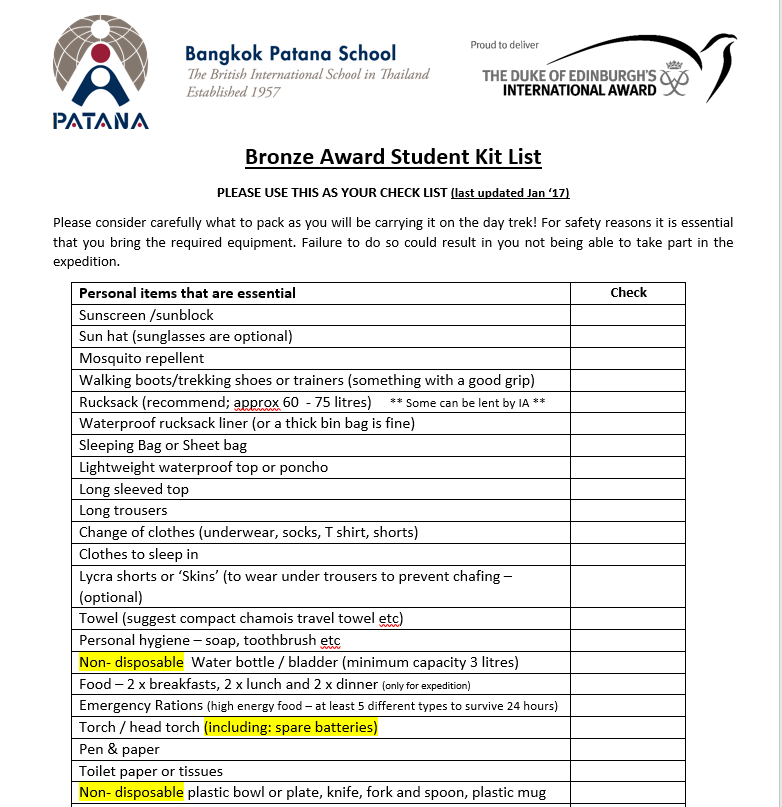 PATANA
Bangkok Patana School
The British International School in Thailand
Established 1957
Proud to deliver
THE DUKE OF EDINBURGH'S
INTERNATIONAL AWARD
Bronze Award Student Kit List
PLEASE USE THIS AS YOUR CHECK LIST (last updated Jan ‘17)
Please consider carefully what to pack as you will be carrying it on the day trek! For safety reasons it is essential
that you bring the required equipment. Failure to do so could result in you not being able to take part in the
expedition.
Personal items that are essential Check
Sunscreen /sunblock
Sun hat (sunglasses are optional)
Mosquito repellent
Walking boots/trekking shoes or trainers (something with a good grip)
Rucksack (recommend; approx 60 - 75 litres) ** Some can be lent by IA **
Waterproof rucksack liner (or a thick bin bag is fine)
Sleeping Bag or Sheet bag
Lightweight waterproof top or poncho
Long sleeved top
Long trousers
Change of clothes (underwear, socks, T shirt, shorts)
Clothes to sleep in
Lycra shorts or ‘Skins’ (to wear under trousers to prevent chafing –
(optional)
Towel (suggest compact chamois travel towel etc)
Personal hygiene – soap, toothbrush etc
Non- disposable Water bottle / bladder (minimum capacity 3 litres)
Food – 2 x breakfasts, 2 x lunch and 2 x dinner (only for expedition)
Emergency Rations (high energy food – at least 5 different types to survive 24 hours)
Torch / head torch (including: spare batteries)
Pen & paper
Toilet paper or tissues
Non- disposable plastic bowl or plate, knife, fork and spoon, plastic mug